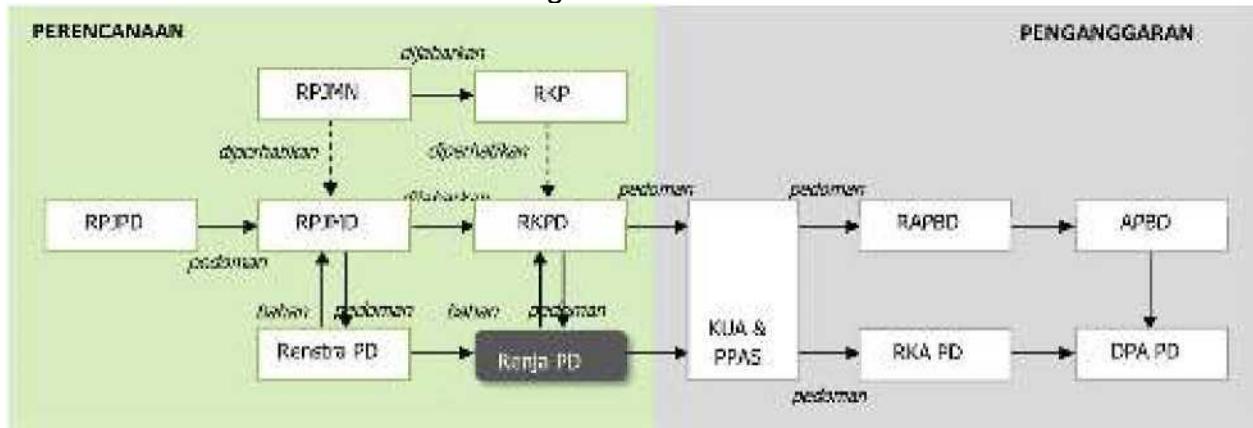 PERENCANAAN
PENGANGGARAN
dijabarkan
RPJMN
RKP
diperhatikan
diperhatikan
dijabarkan
pedoman
pedoman
RPJPD
RPJMD
RKPD
RAPBD
APBD
pedoman
bahan
pedoman
bahan
pedoman
KUA &
PPAS
Renstra PD
Renja PD
RKA PD
DPA PD
pedoman